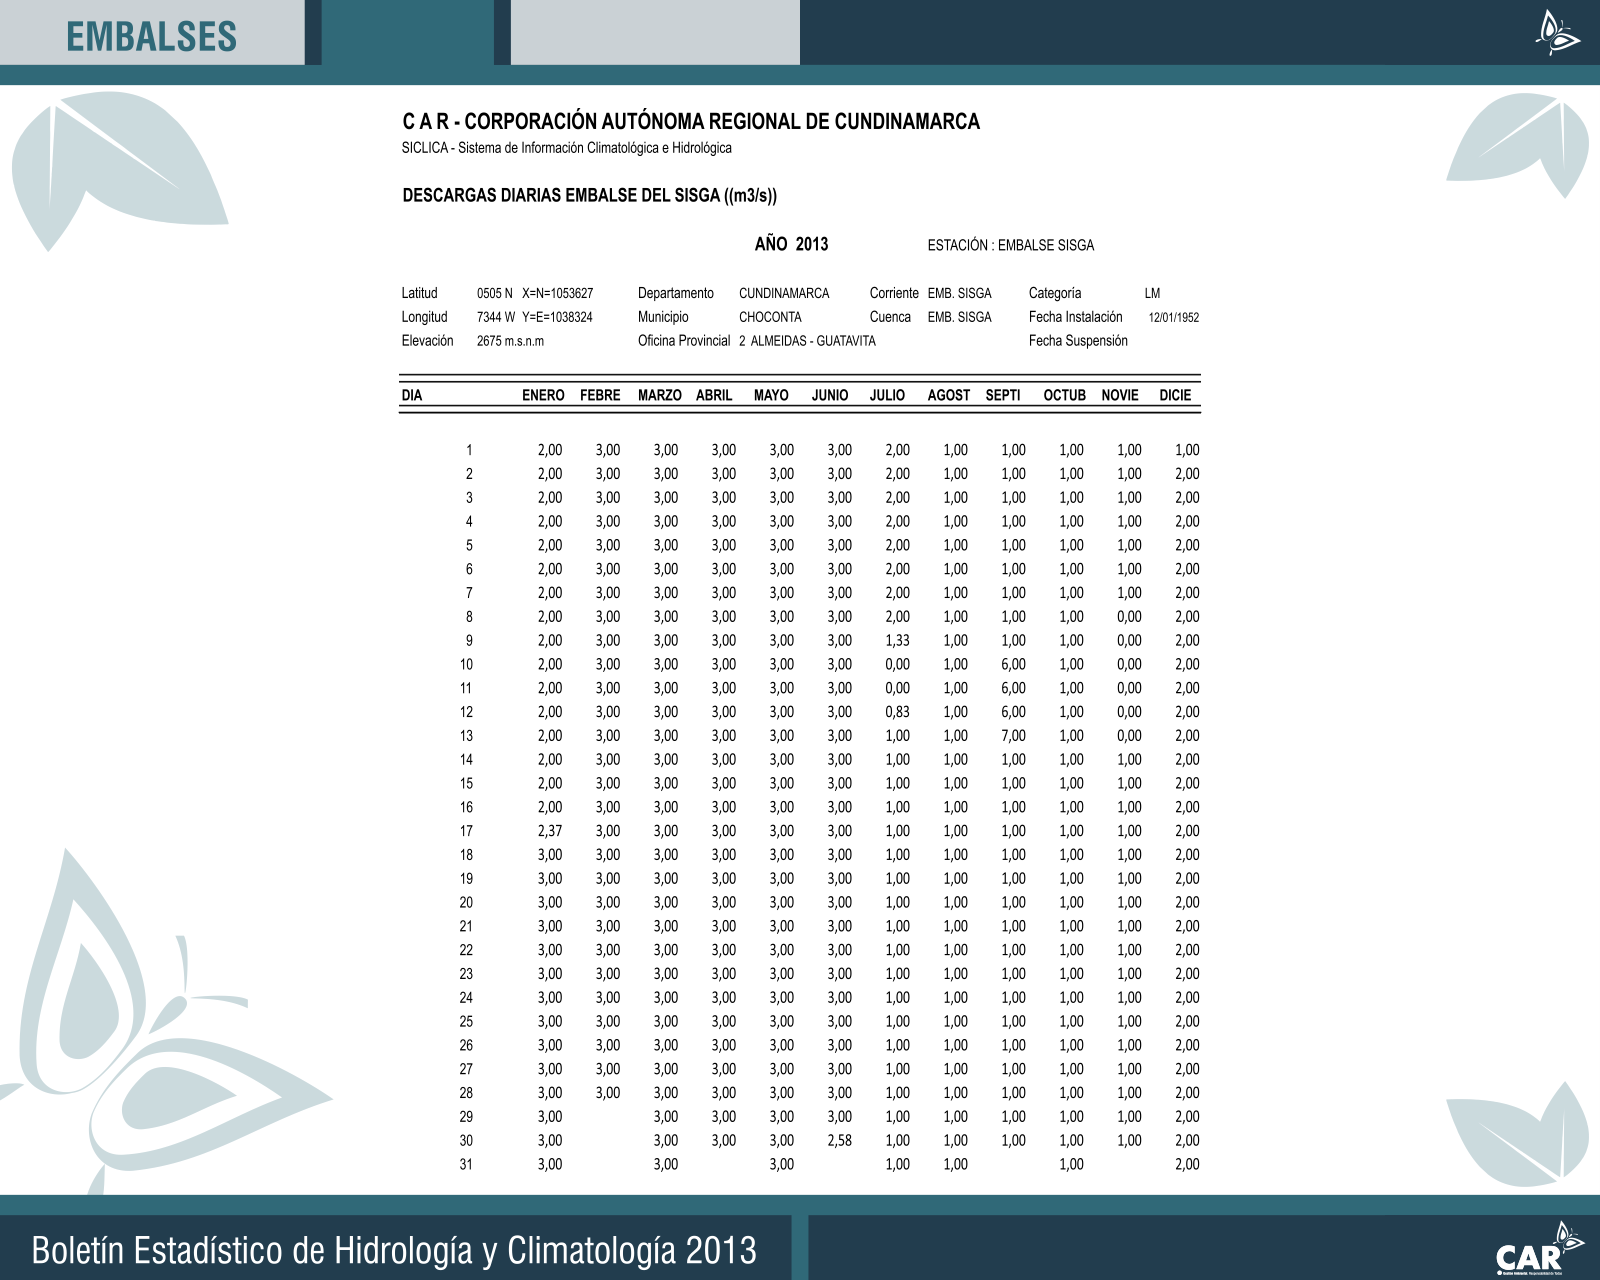 EMBALSES
C A R - CORPORACIÓN AUTÓNOMA REGIONAL DE CUNDINAMARCA
SICLICA - Sistema de Información Climatológica e Hidrológica
DESCARGAS DIARIAS EMBALSE DEL SISGA ((m3/s))
AÑO 2013 ESTACIÓN : EMBALSE SISGA
Latitud 0505 N X=N=1053627 Departamento CUNDINAMARCA Corriente EMB. SISGA Categoría LM
Longitud 7344 W Y=E=1038324 Municipio CHOCONTA Cuenca EMB. SISGA Fecha Instalación 12/01/1952
Elevación 2675 m.s.n.m Oficina Provincial 2 ALMEIDAS - GUATAVITA Fecha Suspensión
DIA ENERO FEBRE MARZO ABRIL MAYO JUNIO JULIO AGOST SEPTI OCTUB NOVIE DICIE
1 2,00 3,00 3,00 3,00 3,00 3,00 2,00 1,00 1,00 1,00 1,00 1,00
2 2,00 3,00 3,00 3,00 3,00 3,00 2,00 1,00 1,00 1,00 1,00 2,00
3 2,00 3,00 3,00 3,00 3,00 3,00 2,00 1,00 1,00 1,00 1,00 2,00
4 2,00 3,00 3,00 3,00 3,00 3,00 2,00 1,00 1,00 1,00 1,00 2,00
5 2,00 3,00 3,00 3,00 3,00 3,00 2,00 1,00 1,00 1,00 1,00 2,00
6 2,00 3,00 3,00 3,00 3,00 3,00 2,00 1,00 1,00 1,00 1,00 2,00
7 2,00 3,00 3,00 3,00 3,00 3,00 2,00 1,00 1,00 1,00 1,00 2,00
8 2,00 3,00 3,00 3,00 3,00 3,00 2,00 1,00 1,00 1,00 0,00 2,00
9 2,00 3,00 3,00 3,00 3,00 3,00 1,33 1,00 1,00 1,00 0,00 2,00
10 2,00 3,00 3,00 3,00 3,00 3,00 0,00 1,00 6,00 1,00 0,00 2,00
11 2,00 3,00 3,00 3,00 3,00 3,00 0,00 1,00 6,00 1,00 0,00 2,00
12 2,00 3,00 3,00 3,00 3,00 3,00 0,83 1,00 6,00 1,00 0,00 2,00
13 2,00 3,00 3,00 3,00 3,00 3,00 1,00 1,00 7,00 1,00 0,00 2,00
14 2,00 3,00 3,00 3,00 3,00 3,00 1,00 1,00 1,00 1,00 1,00 2,00
15 2,00 3,00 3,00 3,00 3,00 3,00 1,00 1,00 1,00 1,00 1,00 2,00
16 2,00 3,00 3,00 3,00 3,00 3,00 1,00 1,00 1,00 1,00 1,00 2,00
17 2,37 3,00 3,00 3,00 3,00 3,00 1,00 1,00 1,00 1,00 1,00 2,00
18 3,00 3,00 3,00 3,00 3,00 3,00 1,00 1,00 1,00 1,00 1,00 2,00
19 3,00 3,00 3,00 3,00 3,00 3,00 1,00 1,00 1,00 1,00 1,00 2,00
20 3,00 3,00 3,00 3,00 3,00 3,00 1,00 1,00 1,00 1,00 1,00 2,00
21 3,00 3,00 3,00 3,00 3,00 3,00 1,00 1,00 1,00 1,00 1,00 2,00
22 3,00 3,00 3,00 3,00 3,00 3,00 1,00 1,00 1,00 1,00 1,00 2,00
23 3,00 3,00 3,00 3,00 3,00 3,00 1,00 1,00 1,00 1,00 1,00 2,00
24 3,00 3,00 3,00 3,00 3,00 3,00 1,00 1,00 1,00 1,00 1,00 2,00
25 3,00 3,00 3,00 3,00 3,00 3,00 1,00 1,00 1,00 1,00 1,00 2,00
26 3,00 3,00 3,00 3,00 3,00 3,00 1,00 1,00 1,00 1,00 1,00 2,00
27 3,00 3,00 3,00 3,00 3,00 3,00 1,00 1,00 1,00 1,00 1,00 2,00
28 3,00 3,00 3,00 3,00 3,00 3,00 1,00 1,00 1,00 1,00 1,00 2,00
29 3,00 3,00 3,00 3,00 3,00 1,00 1,00 1,00 1,00 1,00 2,00
30 3,00 3,00 3,00 3,00 2,58 1,00 1,00 1,00 1,00 1,00 2,00
31 3,00 3,00 3,00 1,00 1,00 1,00 2,00
Boletín Estadístico de Hidrología y Climatología 2013
CAR